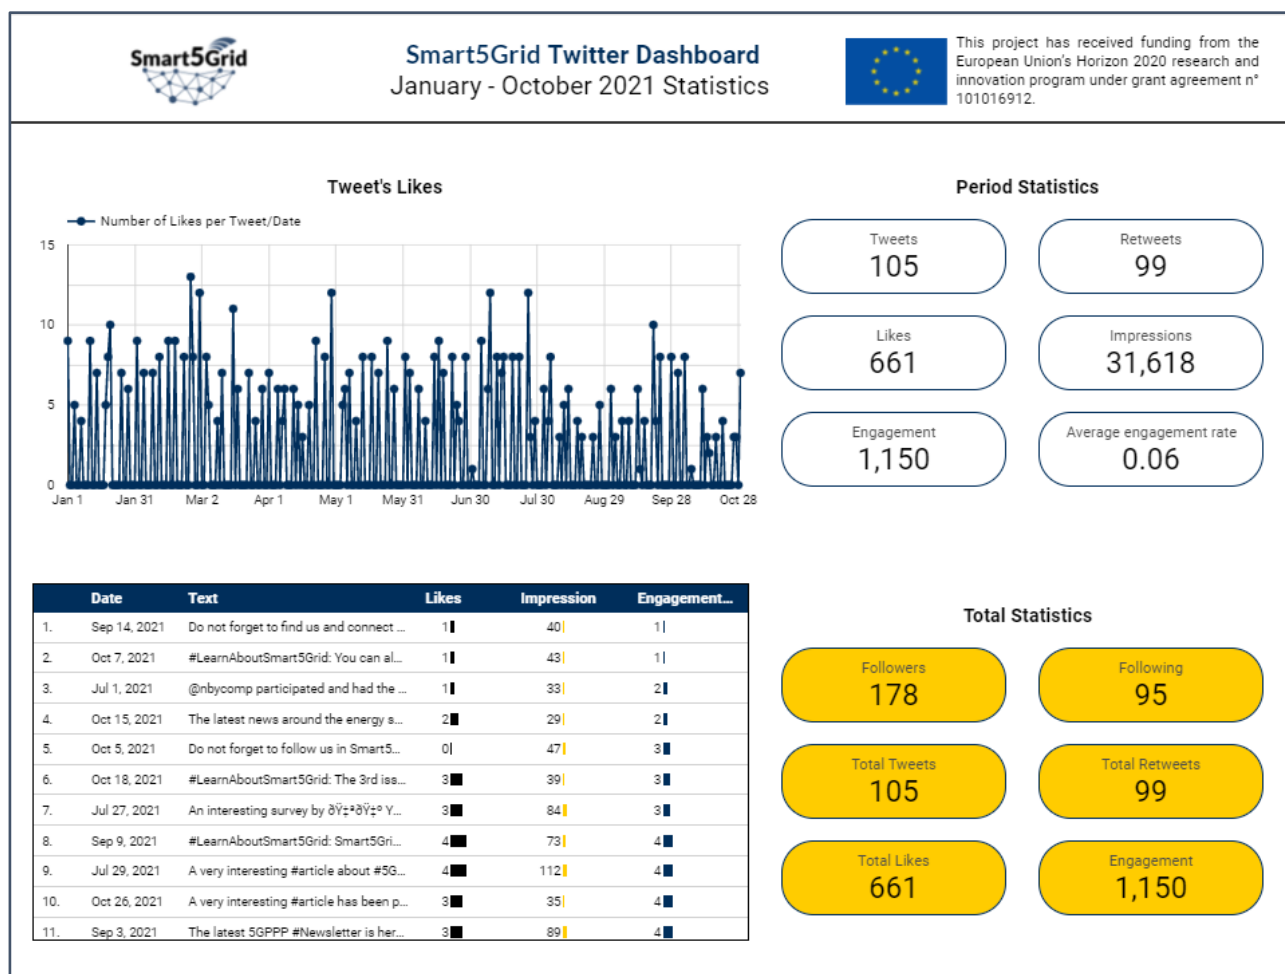 Smart5Grid
Smart5Grid Twitter Dashboard
January - October 2021 Statistics
This project has received funding from the
European Union's Horizon 2020 research and
innovation program under grant agreement n°
101016912.
Tweet's Likes
Number of Likes per Tweet/Date
15
10
5
0
Jan 1 Jan 31 Mar 2 Apr 1 May 1 May 31 Jun 30 Jul 30 Aug 29 Sep 28 Oct 28
Period Statistics
Tweets
105
Retweets
99
Likes
661
Impressions
31,618
Engagement
1,150
Average engagement rate
0.06
Date Text Likes Impression Engagement...
1. Sep 14, 2021 Do not forget to find us and connect ... 1 40 1
2. Oct 7, 2021 #LearnAboutSmart5Grid: You can al... 1 43 1
3. Jul 1, 2021 @nbycomp participated and had the ... 1 33 2
4. Oct 15, 2021 The latest news around the energy s... 2 29 2
5. Oct 5, 2021 Do not forget to follow us in Smart5... 0 47 3
6. Oct 18, 2021 #LearnAboutSmart5Grid: The 3rd iss... 3 39 3
7. Jul 27, 2021 An interesting survey by ðŸ‡ªðŸ‡º Y... 3 84 3
8. Sep 9, 2021 #LearnAboutSmart5Grid: Smart5Gri... 4 73 4
9. Jul 29, 2021 A very interesting #article about #5G... 4 112 4
10. Oct 26, 2021 A very interesting #article has been p... 3 35 4
11. Sep 3, 2021 The latest 5GPPP #Newsletter is her... 3 89 4
Total Statistics
Followers
178
Following
95
Total Tweets
105
Total Retweets
99
Total Likes
661
Engagement
1,150